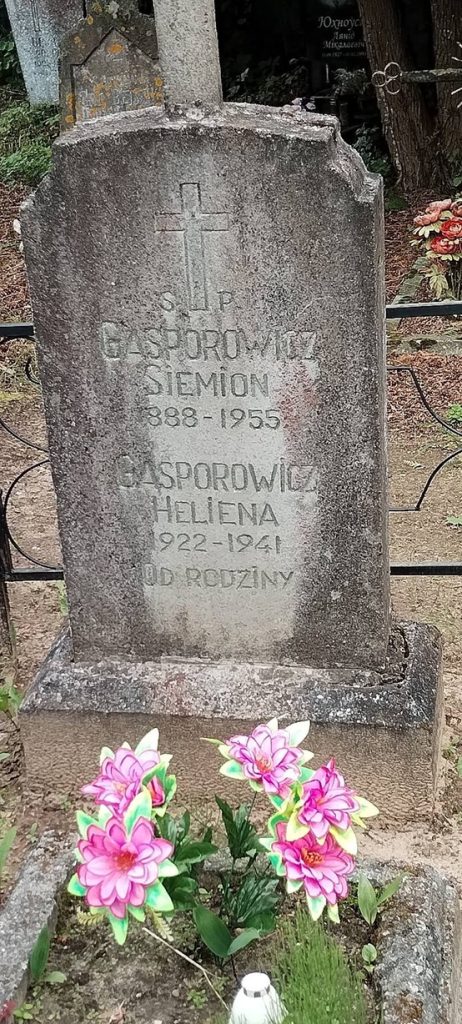 Ś P
GASPOROWICZ
SIEMION
1888-1955
GASPOROWICZ
HELIENA
1922-1941
OD RODZINY